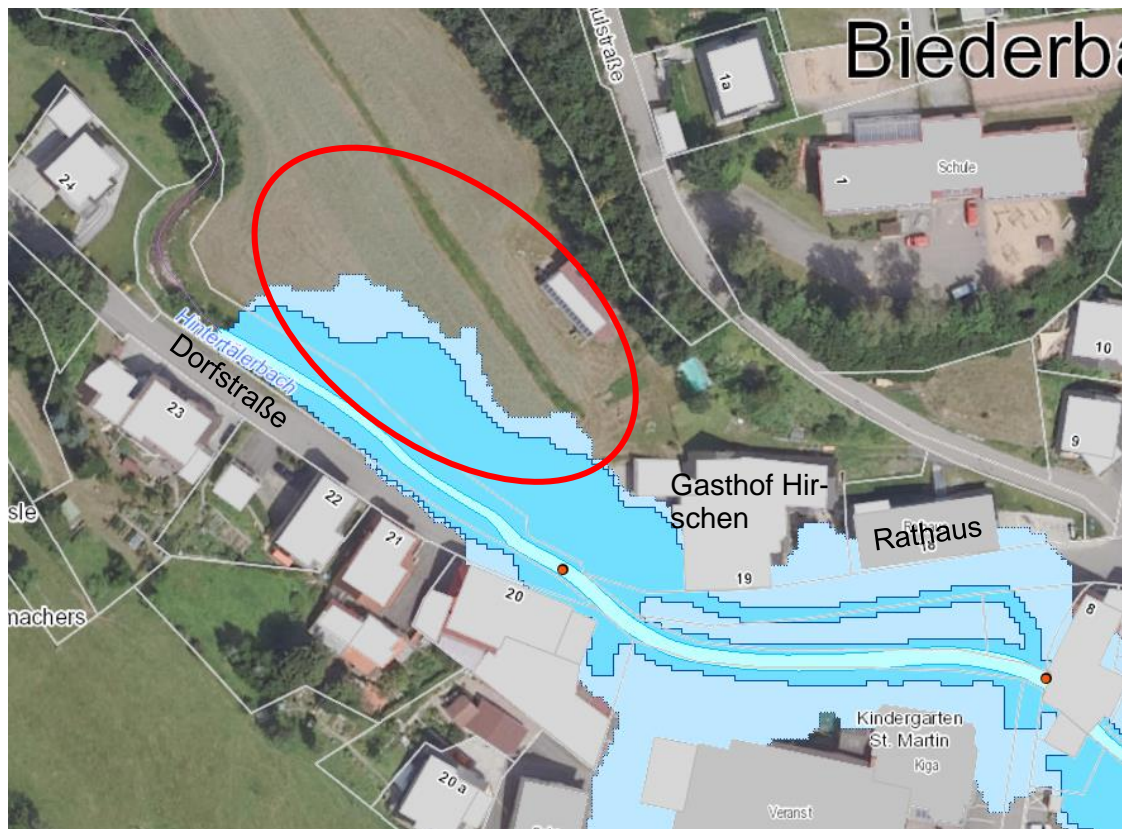 Biederba
ulstraße
1a
Schule
1
24
10
Hintertälerbach
Dorfstraße
23
9
sle
22
21
Gasthof Hir-
schen
Rathaus
18
19
20
8
machers
Kindergarten
St. Martin
Kiga
20 a
Veranst